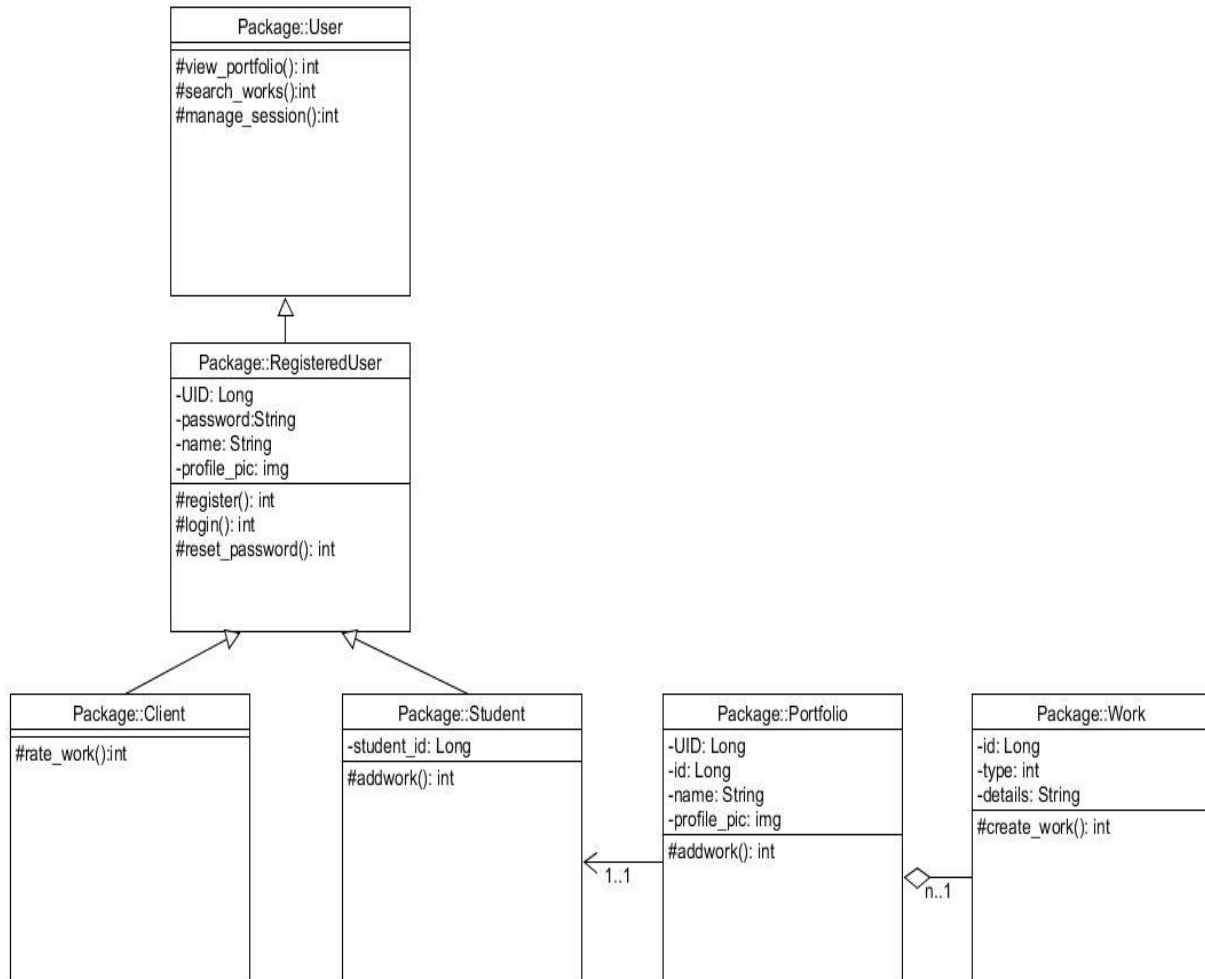 Package::User
#view_portfolio(): int
#search_works():int
#manage_session():int
Package::RegisteredUser
-UID: Long
-password:String
-name: String
-profile_pic: img
#register(): int
#login(): int
#reset_password(): int
Package::Client
#rate_work():int
Package::Student
-student_id: Long
#addwork(): int
1..1
Package::Portfolio
-UID: Long
-id: Long
-name: String
-profile_pic: img
#addwork(): int
n..1
Package::Work
-id: Long
-type: int
-details: String
#create_work(): int